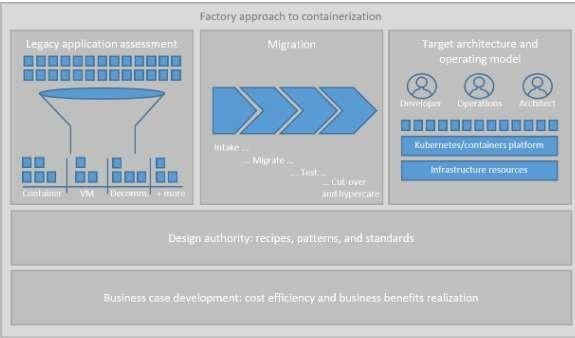 Factory approach to containerization
Legacy application assessment
Container
VM
Decomm.
+ more
Migration
Intake ...
... Migrate ...
... Test ...
... Cut-over
and hypercare
Target architecture and
operating model
Developer
Operations
Architect
Kubernetes/containers platform
Infrastructure resources
Design authority: recipes, patterns, and standards
Business case development: cost efficiency and business benefits realization